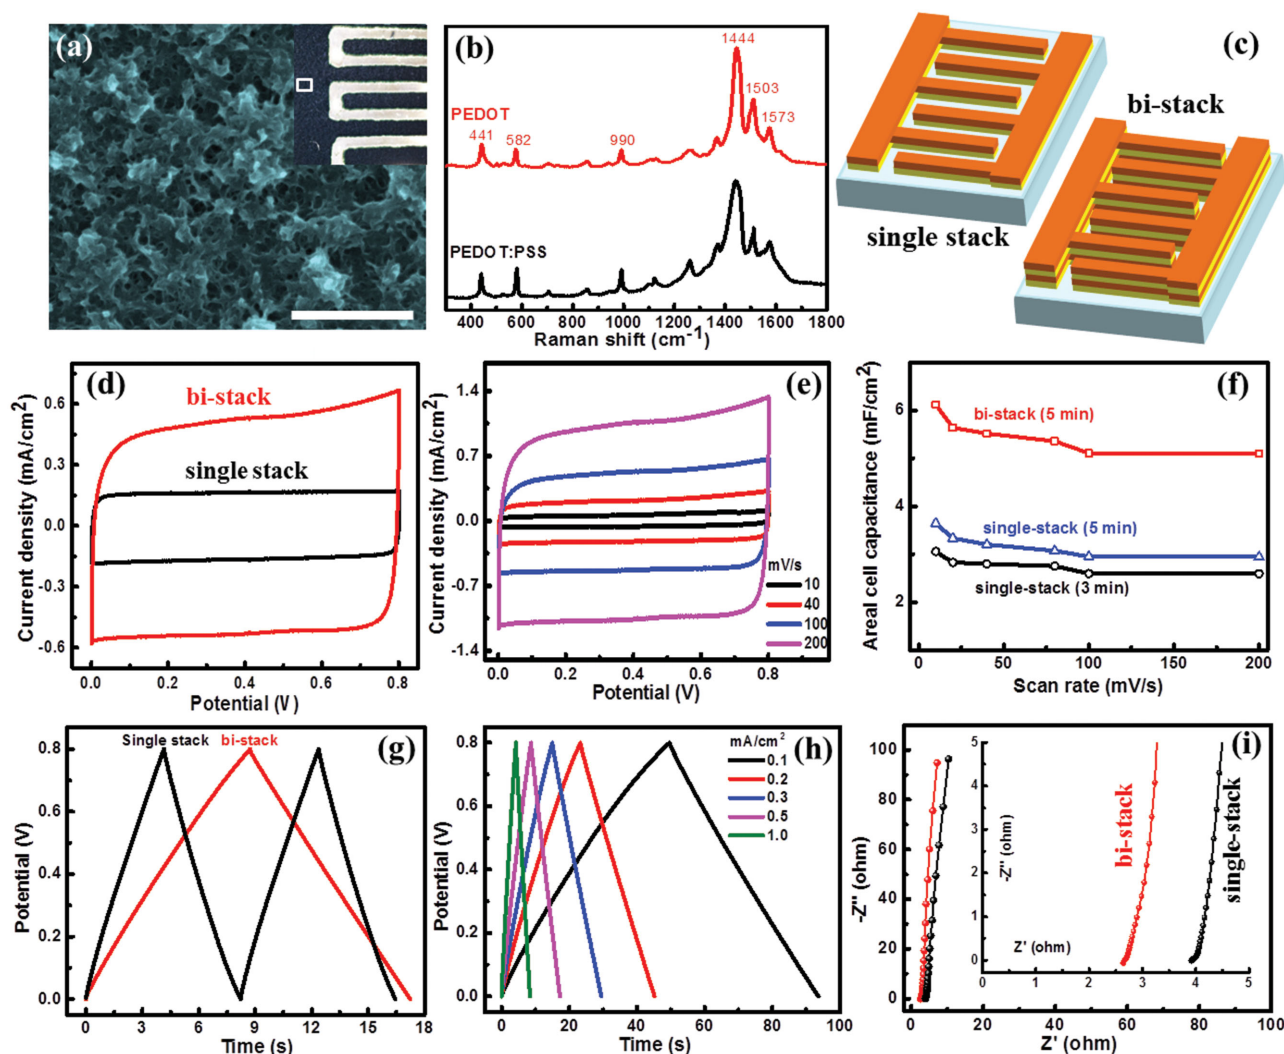 (a)
(b)
PEDOT
PEDOT:PSS
441
582
990
1444
1503
1573
400 600 800 1000 1200 1400 1600 1800
Raman shift (cm-1)
(c)
bi-stack
single stack
(d)
bi-stack
single stack
0.6
0.3
0.0
-0.3
-0.6
Current density (mA/cm2)
0.0 0.2 0.4 0.6 0.8
Potential (V)
(e)
1.4
0.7
0.0
-0.7
-1.4
Current density (mA/cm2)
mV/s
10
40
100
200
0.0 0.2 0.4 0.6 0.8
Potential (V)
(f)
bi-stack (5 min)
single-stack (5 min)
single-stack (3 min)
6
4
2
Areal cell capacitance (mF/cm2)
0 50 100 150 200
Scan rate (mV/s)
(g)
Single stack bi-stack
0.8
0.6
0.4
0.2
0.0
Potential (V)
0 3 6 9 12 15 18
Time (s)
(h)
mA/cm2
0.1
0.2
0.3
0.5
1.0
0.8
0.6
0.4
0.2
0.0
Potential (V)
0 20 40 60 80 100
Time (s)
(i)
100
80
60
40
20
0
-Z'' (ohm)
0 20 40 60 80 100
Z' (ohm)
5
4
3
2
1
0
-Z'' (ohm)
Z' (ohm)
0 1 2 3 4 5
bi-stack
single-stack